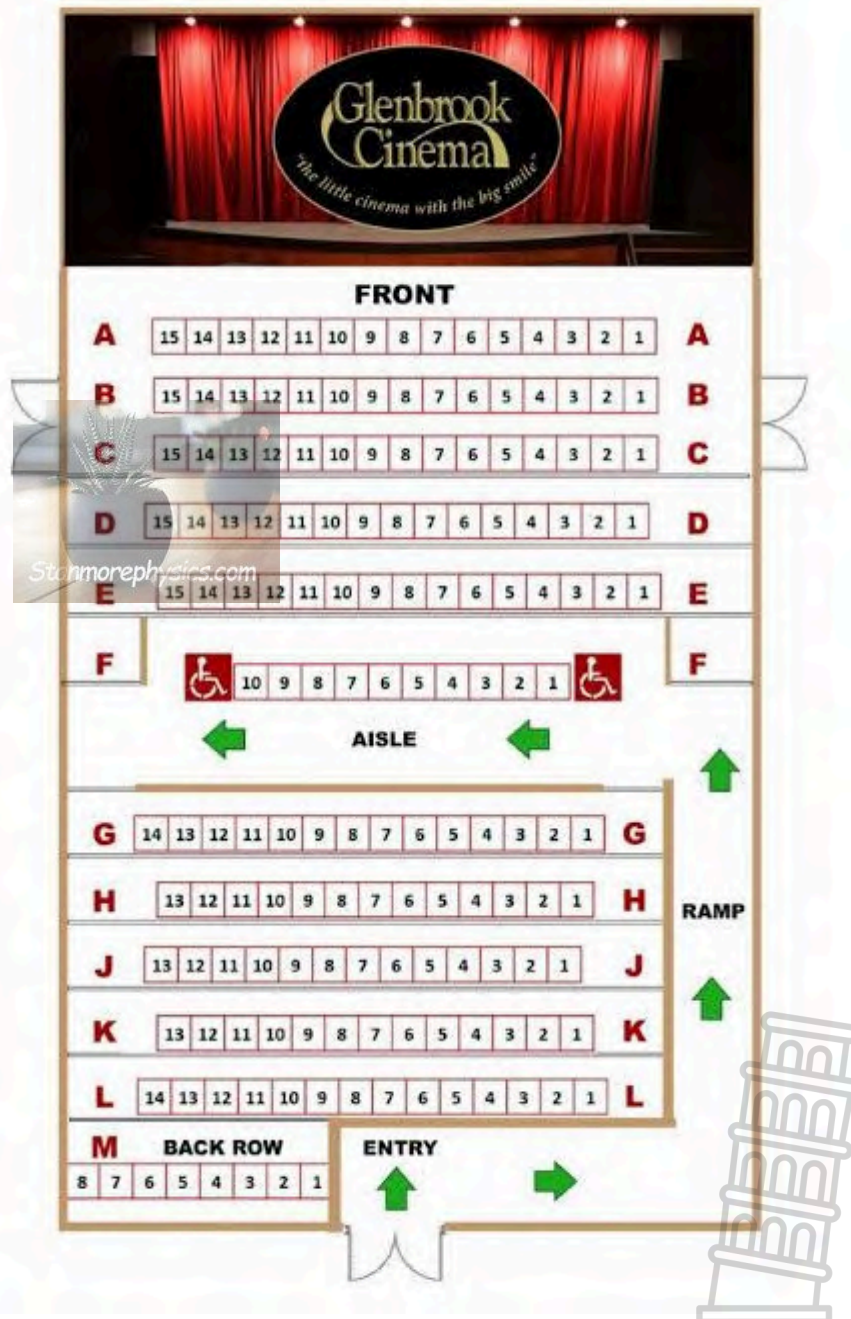 Glenbrook
Cinema
"the little cinema with the big smile"
FRONT
A 15 14 13 12 11 10 9 8 7 6 5 4 3 2 1 A
B 15 14 13 12 11 10 9 8 7 6 5 4 3 2 1 B
C 15 14 13 12 11 10 9 8 7 6 5 4 3 2 1 C
D 15 14 13 12 11 10 9 8 7 6 5 4 3 2 1 D
Stanmorephysics.com
E 15 14 13 12 11 10 9 8 7 6 5 4 3 2 1 E
F 10 9 8 7 6 5 4 3 2 1 F
AISLE
G 14 13 12 11 10 9 8 7 6 5 4 3 2 1 G
H 13 12 11 10 9 8 7 6 5 4 3 2 1 H
RAMP
J 13 12 11 10 9 8 7 6 5 4 3 2 1 J
K 13 12 11 10 9 8 7 6 5 4 3 2 1 K
L 14 13 12 11 10 9 8 7 6 5 4 3 2 1 L
M BACK ROW ENTRY
8 7 6 5 4 3 2 1